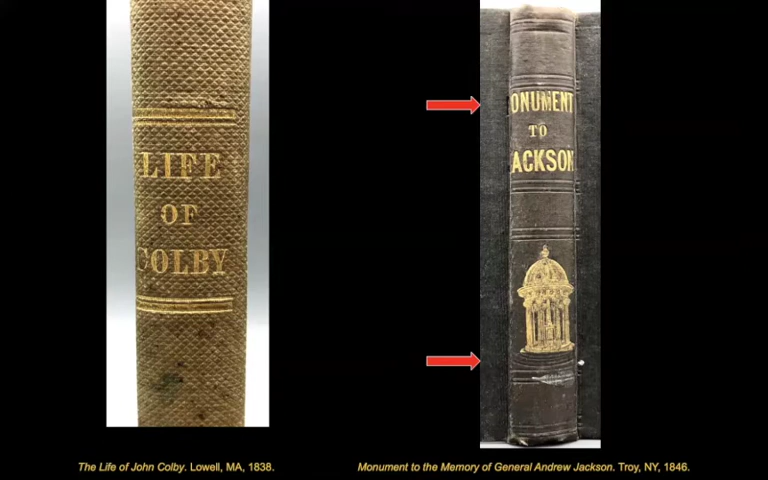 LIFE
OF
COLBY
ONUMENT
TO
ACKSON
The Life of John Colby. Lowell, MA, 1838.
Monument to the Memory of General Andrew Jackson. Troy, NY, 1846.